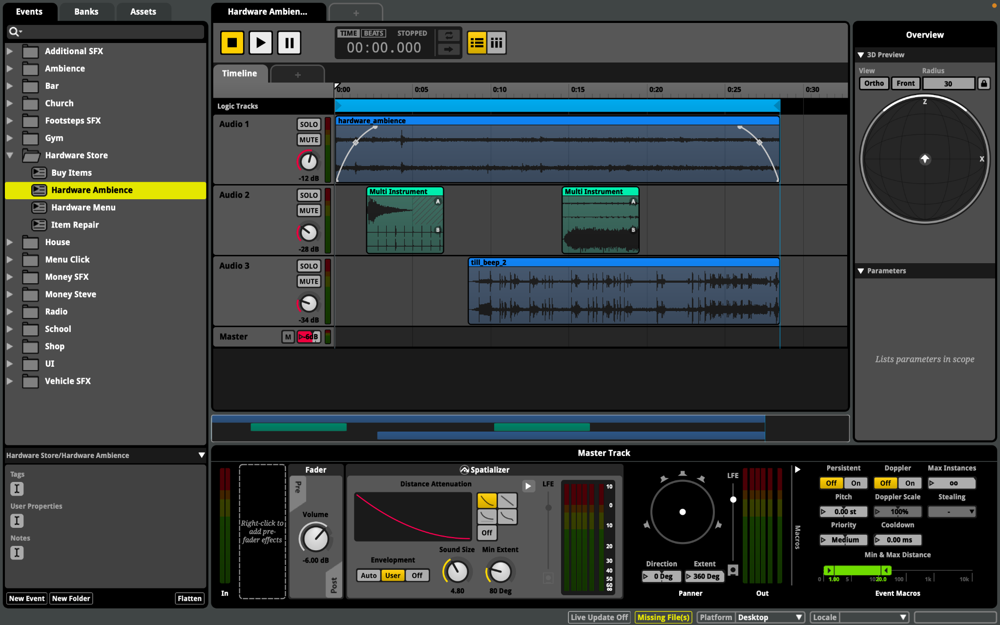 Events
Banks
Assets
Additional SFX
Ambience
Bar
Church
Footsteps SFX
Gym
Hardware Store
Buy Items
Hardware Ambience
Hardware Menu
Item Repair
House
Menu Click
Money SFX
Money Steve
Radio
School
Shop
UI
Vehicle SFX
Hardware Store/Hardware Ambience
Tags
User Properties
Notes
New Event
New Folder
Flatten
Hardware Ambien...
+
TIME BEATS STOPPED
00:00.000
Timeline
+
0:00 0:05 0:10 0:15 0:20 0:25 0:30
Logic Tracks
Audio 1
SOLO
MUTE
-12 dB
hardware_ambience
Audio 2
SOLO
MUTE
-28 dB
Multi Instrument
A
B
Multi Instrument
A
B
Audio 3
SOLO
MUTE
-34 dB
till_beep_2
Master
M
-6dB
Overview
3D Preview
View
Radius
Ortho
Front
30
Z
X
Parameters
Lists parameters in scope
Master Track
In
Right-click to
add pre-
fader effects
Fader
Pre
Volume
-6.00 dB
Post
Spatializer
Distance Attenuation
Off
Envelopment
Auto User Off
Sound Size
4.80
Min Extent
80 Deg
LFE
10
0
10
20
30
40
50
60
∞
Direction
0 Deg
Extent
360 Deg
Panner
LFE
Out
Macros
Persistent
Off On
Doppler
Off On
Max Instances
∞
Pitch
0.00 st
Doppler Scale
100%
Stealing
-
Priority
Medium
Cooldown
0.00 ms
Min & Max Distance
0 1.00 5 10 20.0 100 1k 10k
Event Macros
Live Update Off
Missing File(s)
Platform Desktop
Locale